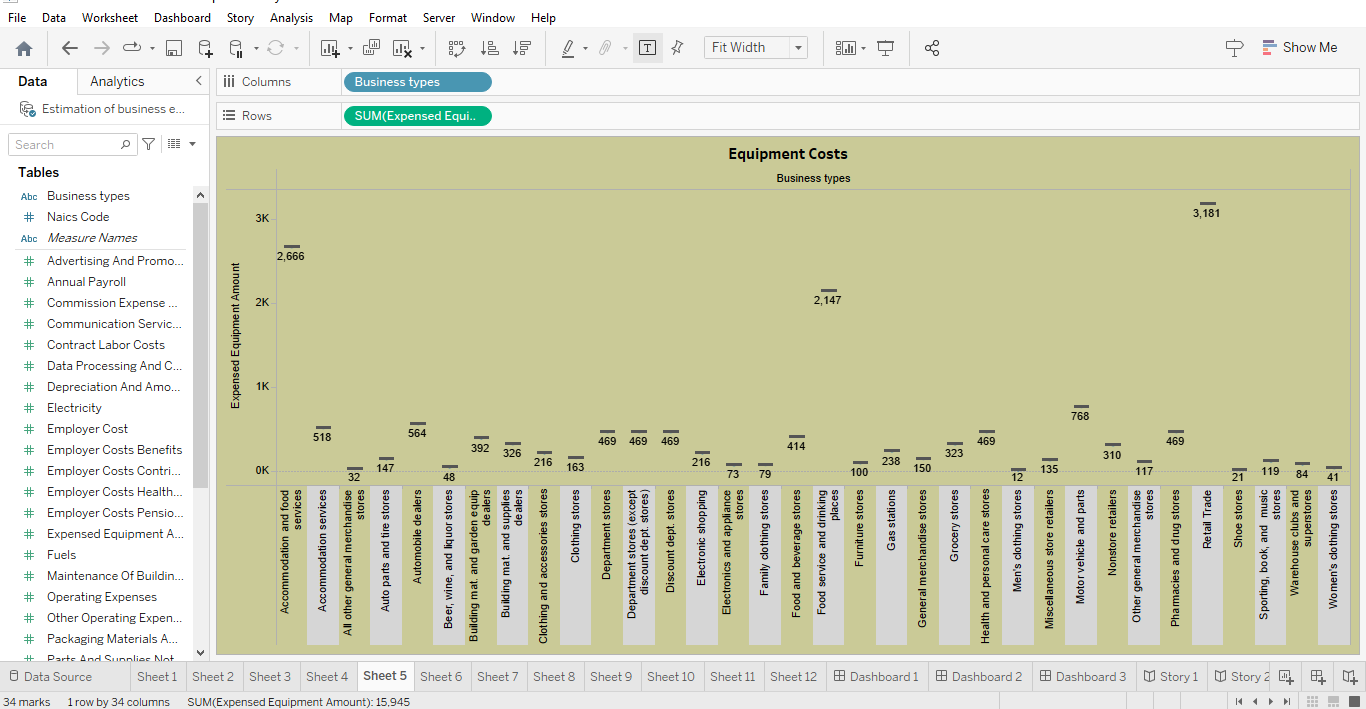 File Data Worksheet Dashboard Story Analysis Map Format Server Window Help
Fit Width
Show Me
Data Analytics
Columns Business types
Estimation of business e...
Rows SUM(Expensed Equi..
Search
Tables
Abc Business types
# Naics Code
Abc Measure Names
# Advertising And Promo...
# Annual Payroll
# Commission Expense ...
# Communication Servic...
# Contract Labor Costs
# Data Processing And C...
# Depreciation And Amo...
# Electricity
# Employer Cost
# Employer Costs Benefits
# Employer Costs Contri...
# Employer Costs Health...
# Employer Costs Pensio...
# Expensed Equipment A...
# Fuels
# Maintenance Of Buildin...
# Operating Expenses
# Other Operating Expen...
# Packaging Materials A...
# Parts And Supplies Not
Equipment Costs
Business types
Expensed Equipment Amount
3K
2K
1K
0K
2,666
518
32
147
564
48
392
326
216
163
469
469
469
216
73
79
414
2,147
100
238
150
323
469
12
135
768
310
117
469
3,181
21
119
84
41
Accommodation and food
services
Accommodation services
All other general merchandise
stores
Auto parts and tire stores
Automobile dealers
Beer, wine, and liquor stores
Building mat. and garden equip
dealers
Building mat. and supplies
dealers
Clothing and accessories stores
Clothing stores
Department stores
Department stores (except
discount dept. stores)
Discount dept. stores
Electronic shopping
Electronics and appliance
stores
Family clothing stores
Food and beverage stores
Food service and drinking
places
Furniture stores
Gas stations
General merchandise stores
Grocery stores
Health and personal care stores
Men's clothing stores
Miscellaneous store retailers
Motor vehicle and parts
Nonstore retailers
Other general merchandise
stores
Pharmacies and drug stores
Retail Trade
Shoe stores
Sporting, book, and music
stores
Warehouse clubs and
superstores
Women's clothing stores
Data Source Sheet 1 Sheet 2 Sheet 3 Sheet 4 Sheet 5 Sheet 6 Sheet 7 Sheet 8 Sheet 9 Sheet 10 Sheet 11 Sheet 12 Dashboard 1 Dashboard 2 Dashboard 3 Story 1 Story 2
34 marks 1 row by 34 columns SUM(Expensed Equipment Amount): 15,945